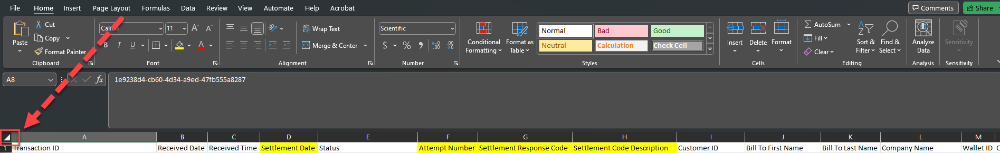 File Home Insert Page Layout Formulas Data Review View Automate Help Acrobat Comments Share
Paste
Cut
Copy
Format Painter
Clipboard
Calibri 11 A A
B I U A
Font
ab Wrap Text
Merge & Center
Alignment
Scientific
$ % , .00
Number
Conditional
Formatting
Format as
Table
Normal Bad Good
Neutral Calculation Check Cell
Styles
Insert Delete Format
Cells
AutoSum
Fill
Clear
Sort &
Filter
Find &
Select
Editing
Analyze
Data
Analysis
Sensitivity
Sensitivity
A8 fx 1e9238d4-cb60-4d34-a9ed-47fb555a8287
A B C D E F G H I J K L M
1 Transaction ID Received Date Received Time Settlement Date Status Attempt Number Settlement Response Code Settlement Code Description Customer ID Bill To First Name Bill To Last Name Company Name Wallet ID